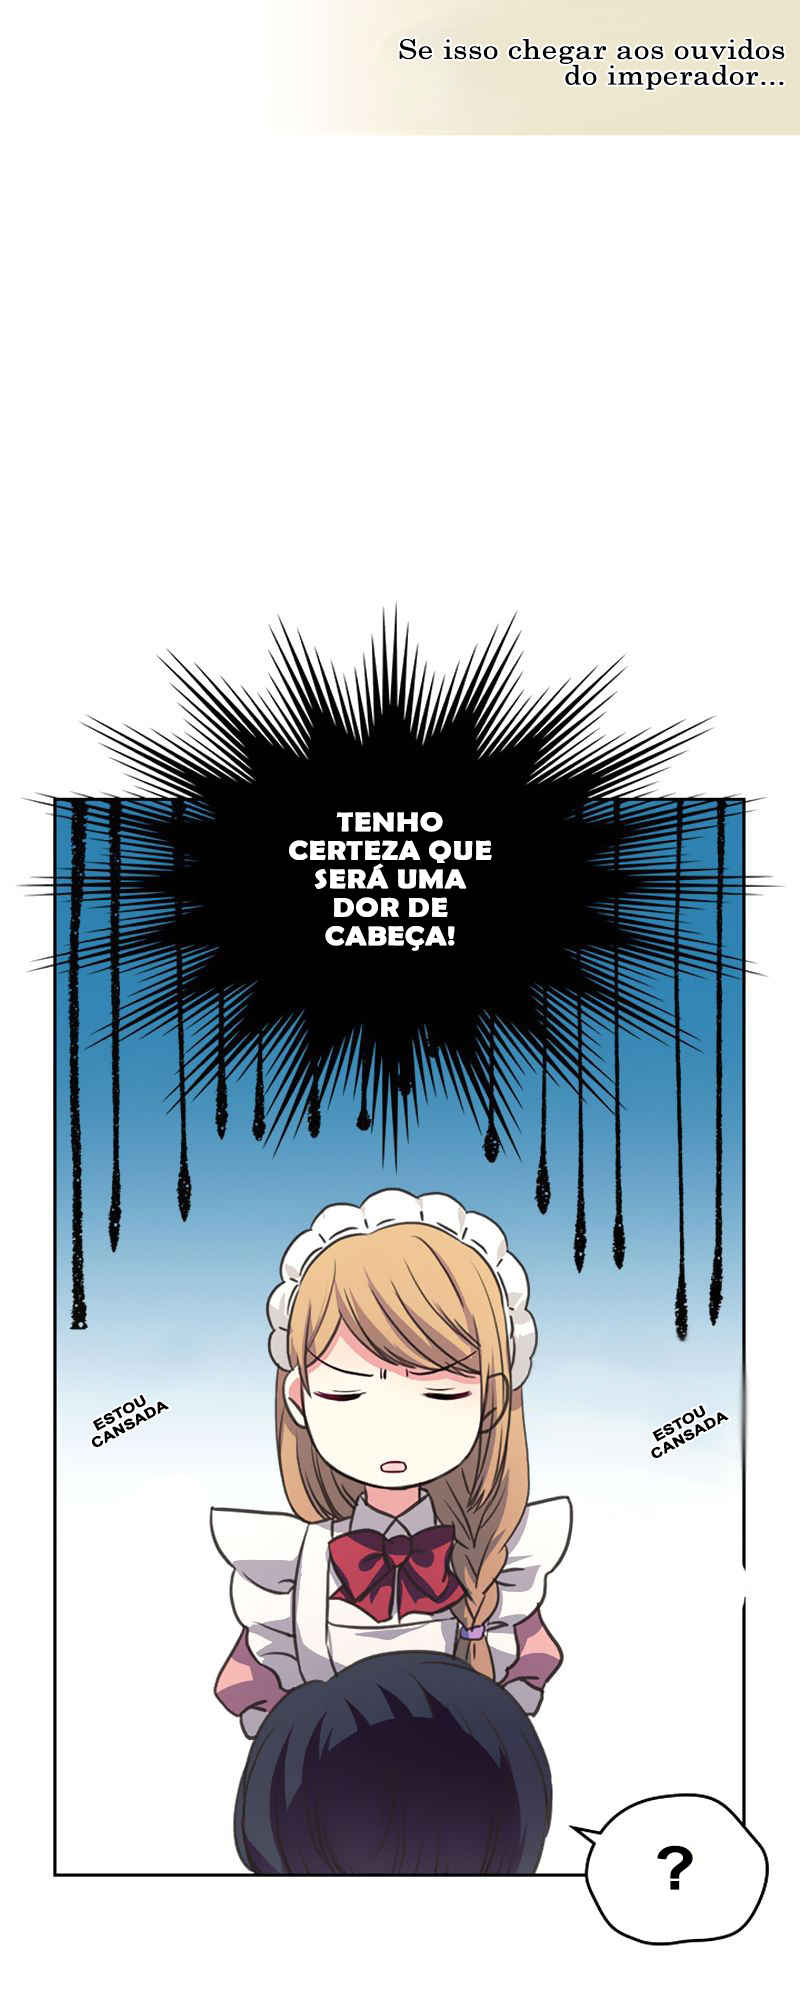 Se isso chegar aos ouvidos
do imperador...
TENHO
CERTEZA QUE
SERÁ UMA
DOR DE
CABEÇA!
ESTOU
CANSADA
ESTOU
CANSADA
?